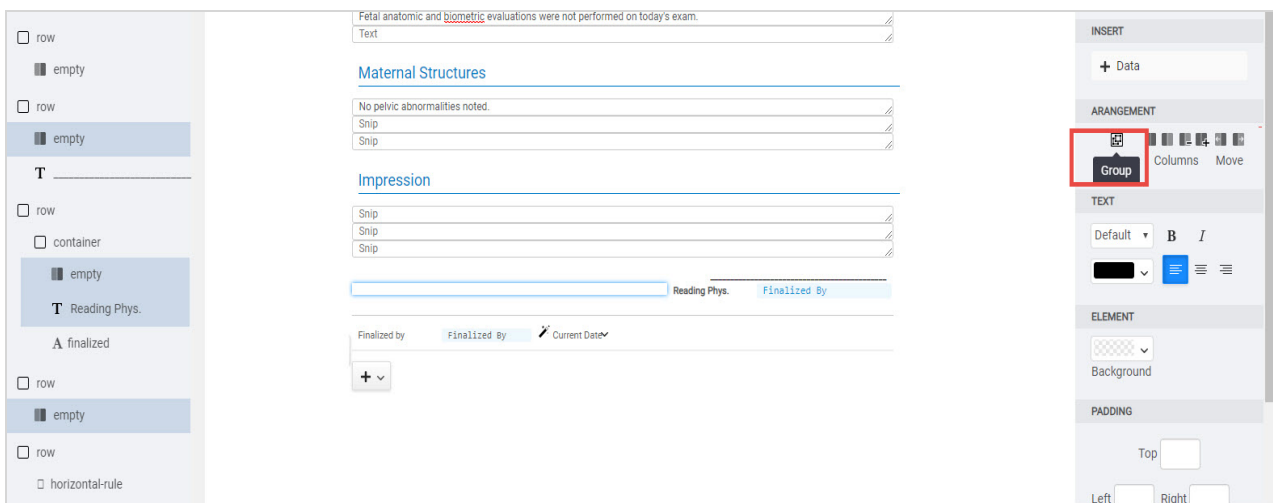 row
empty
row
empty
T ___________________________
row
container
empty
T Reading Phys.
A finalized
row
empty
row
horizontal-rule
Fetal anatomic and biometric evaluations were not performed on today's exam.
Text
Maternal Structures
No pelvic abnormalities noted.
Snip
Snip
Impression
Snip
Snip
Snip
Reading Phys. Finalized By
Finalized by Finalized By Current Date
+
INSERT
+ Data
ARANGEMENT
Group Columns Move
TEXT
Default B I
ELEMENT
Background
PADDING
Top
Left Right